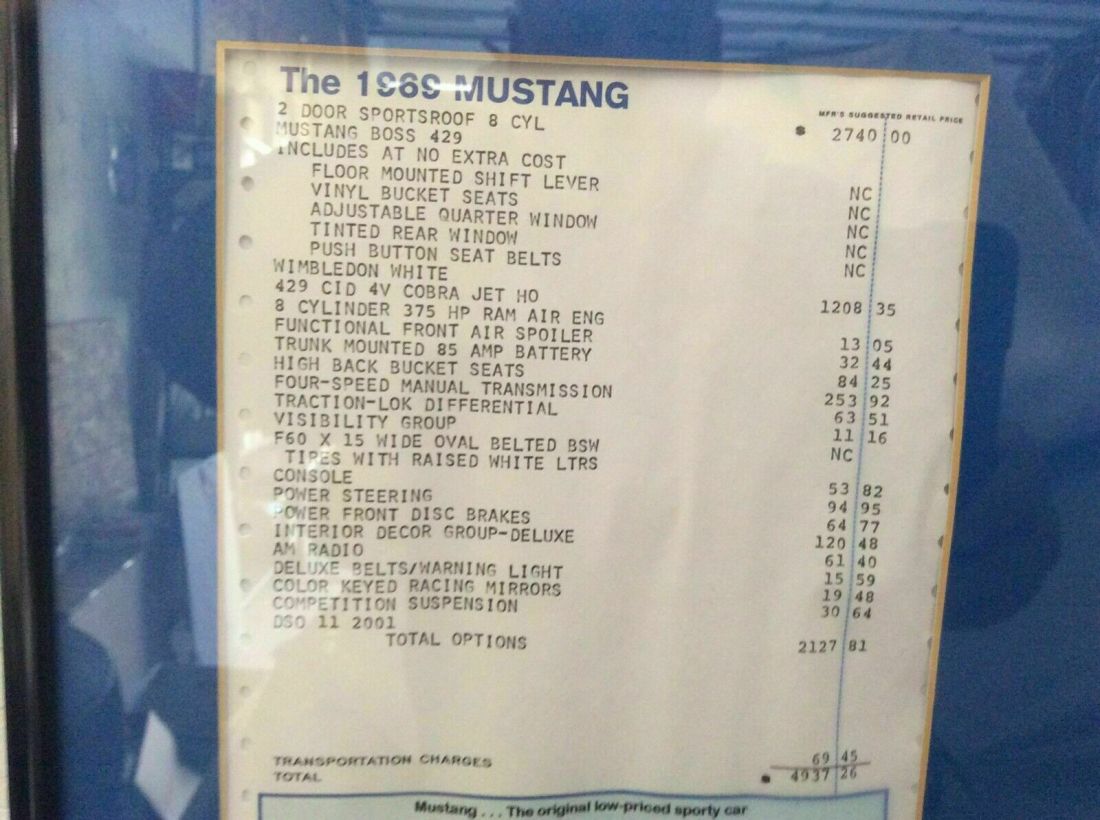 The 1969 MUSTANG
MFR'S SUGGESTED RETAIL PRICE
2 DOOR SPORTSROOF 8 CYL $ 2740 00
MUSTANG BOSS 429
INCLUDES AT NO EXTRA COST
FLOOR MOUNTED SHIFT LEVER NC
VINYL BUCKET SEATS NC
ADJUSTABLE QUARTER WINDOW NC
TINTED REAR WINDOW NC
PUSH BUTTON SEAT BELTS NC
WIMBLEDON WHITE
429 CID 4V COBRA JET HO 1208 35
8 CYLINDER 375 HP RAM AIR ENG
FUNCTIONAL FRONT AIR SPOILER 13 05
TRUNK MOUNTED 85 AMP BATTERY 32 44
HIGH BACK BUCKET SEATS 84 25
FOUR-SPEED MANUAL TRANSMISSION 253 92
TRACTION-LOK DIFFERENTIAL 63 51
VISIBILITY GROUP 11 16
F60 X 15 WIDE OVAL BELTED BSW NC
TIRES WITH RAISED WHITE LTRS
CONSOLE 53 82
POWER STEERING 94 95
POWER FRONT DISC BRAKES 64 77
INTERIOR DECOR GROUP-DELUXE 120 48
AM RADIO 61 40
DELUXE BELTS/WARNING LIGHT 15 59
COLOR KEYED RACING MIRRORS 19 48
COMPETITION SUSPENSION 30 64
DSO 11 2001
TOTAL OPTIONS 2127 81
TRANSPORTATION CHARGES 69 45
TOTAL $ 4937 26
Mustang . . . The original low-priced sporty car